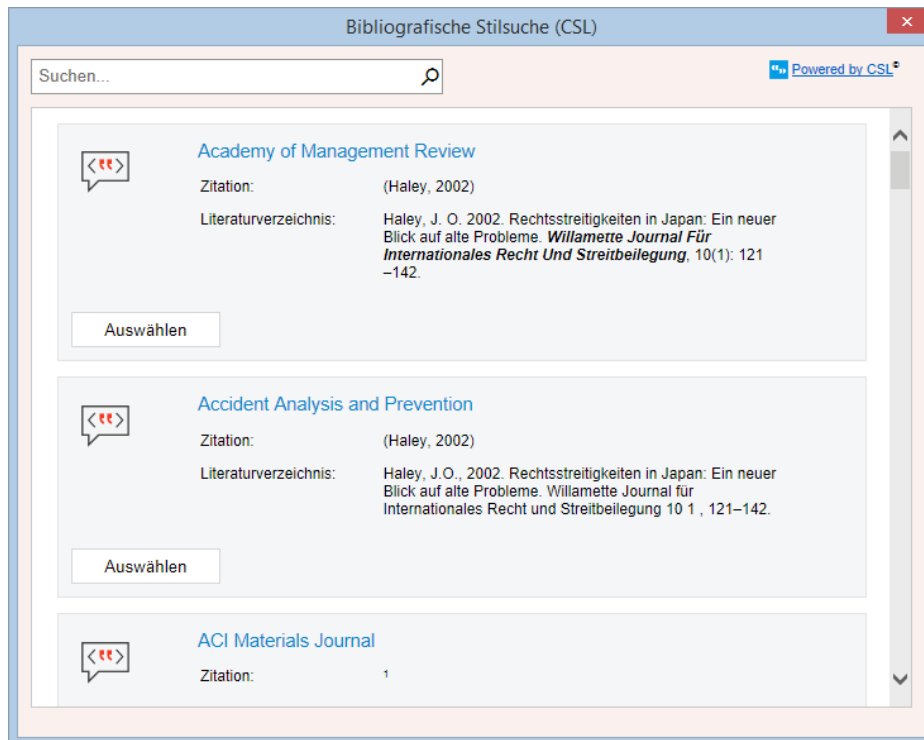 Bibliografische Stilsuche (CSL)
Suchen...
Powered by CSL©
Academy of Management Review
Zitation: (Haley, 2002)
Literaturverzeichnis: Haley, J. O. 2002. Rechtsstreitigkeiten in Japan: Ein neuer
Blick auf alte Probleme. Willamette Journal Für
Internationales Recht Und Streitbeilegung, 10(1): 121
–142.
Auswählen
Accident Analysis and Prevention
Zitation: (Haley, 2002)
Literaturverzeichnis: Haley, J.O., 2002. Rechtsstreitigkeiten in Japan: Ein neuer
Blick auf alte Probleme. Willamette Journal für
Internationales Recht und Streitbeilegung 10 1 , 121–142.
Auswählen
ACI Materials Journal
Zitation: 1